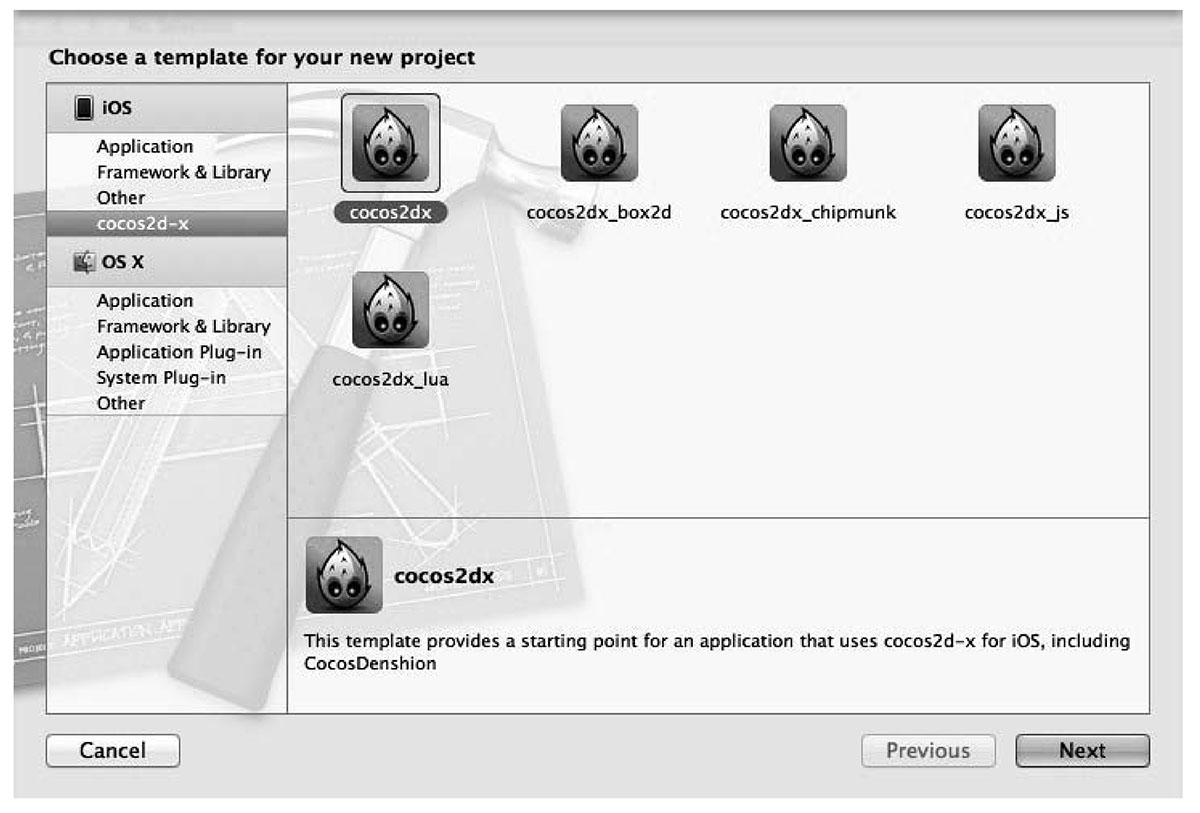 Choose a template for your new project
iOS
Application
Framework & Library
Other
cocos2d-x
OS X
Application
Framework & Library
Application Plug-in
System Plug-in
Other
cocos2dx
cocos2dx_box2d
cocos2dx_chipmunk
cocos2dx_js
cocos2dx_lua
cocos2dx
This template provides a starting point for an application that uses cocos2d-x for iOS, including
CocosDenshion
Cancel
Previous
Next